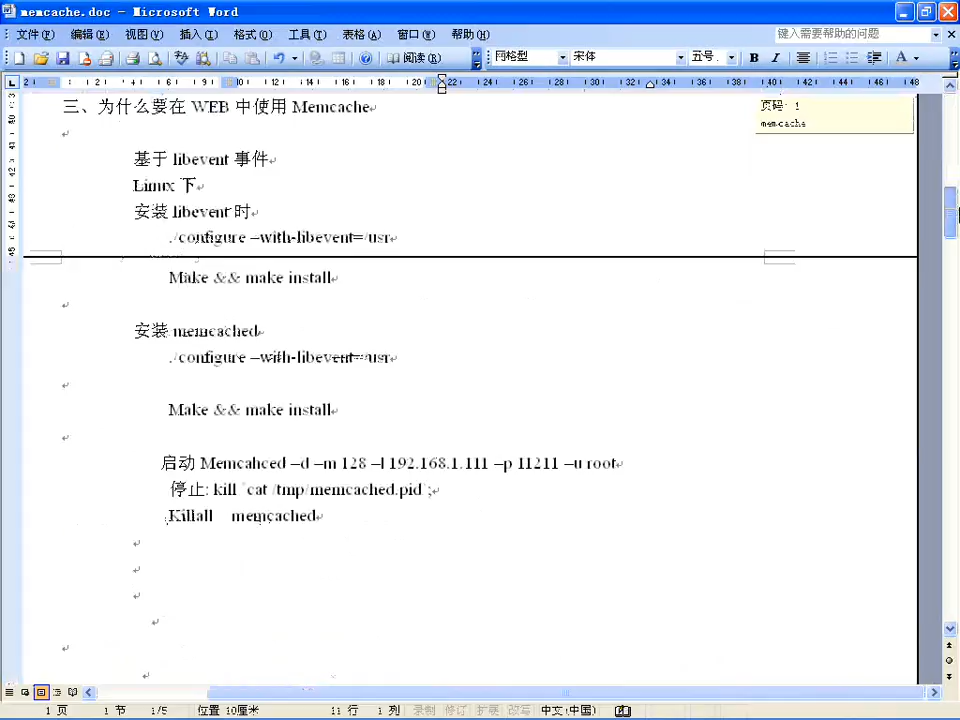 memcache.doc - Microsoft Word
文件(F) 编辑(E) 视图(V) 插入(I) 格式(O) 工具(T) 表格(A) 窗口(W) 帮助(H) 键入需要帮助的问题
阅读(R) 网格型 宋体 五号 B I A
三、为什么要在 WEB 中使用 Memcache
页码: 1
memcache
基于 libevent 事件
Linux 下
安装 libevent 时
./configure –with-libevent=/usr
Make && make install
安装 memcached
./configure –with-libevent=/usr
Make && make install
启动 Memcahced –d –m 128 –l 192.168.1.111 –p 11211 –u root
停止: kill `cat /tmp/memcached.pid`;
Killall memcached
1 页 1 节 1/5 位置 10厘米 11 行 1 列 录制 修订 扩展 改写 中文(中国)